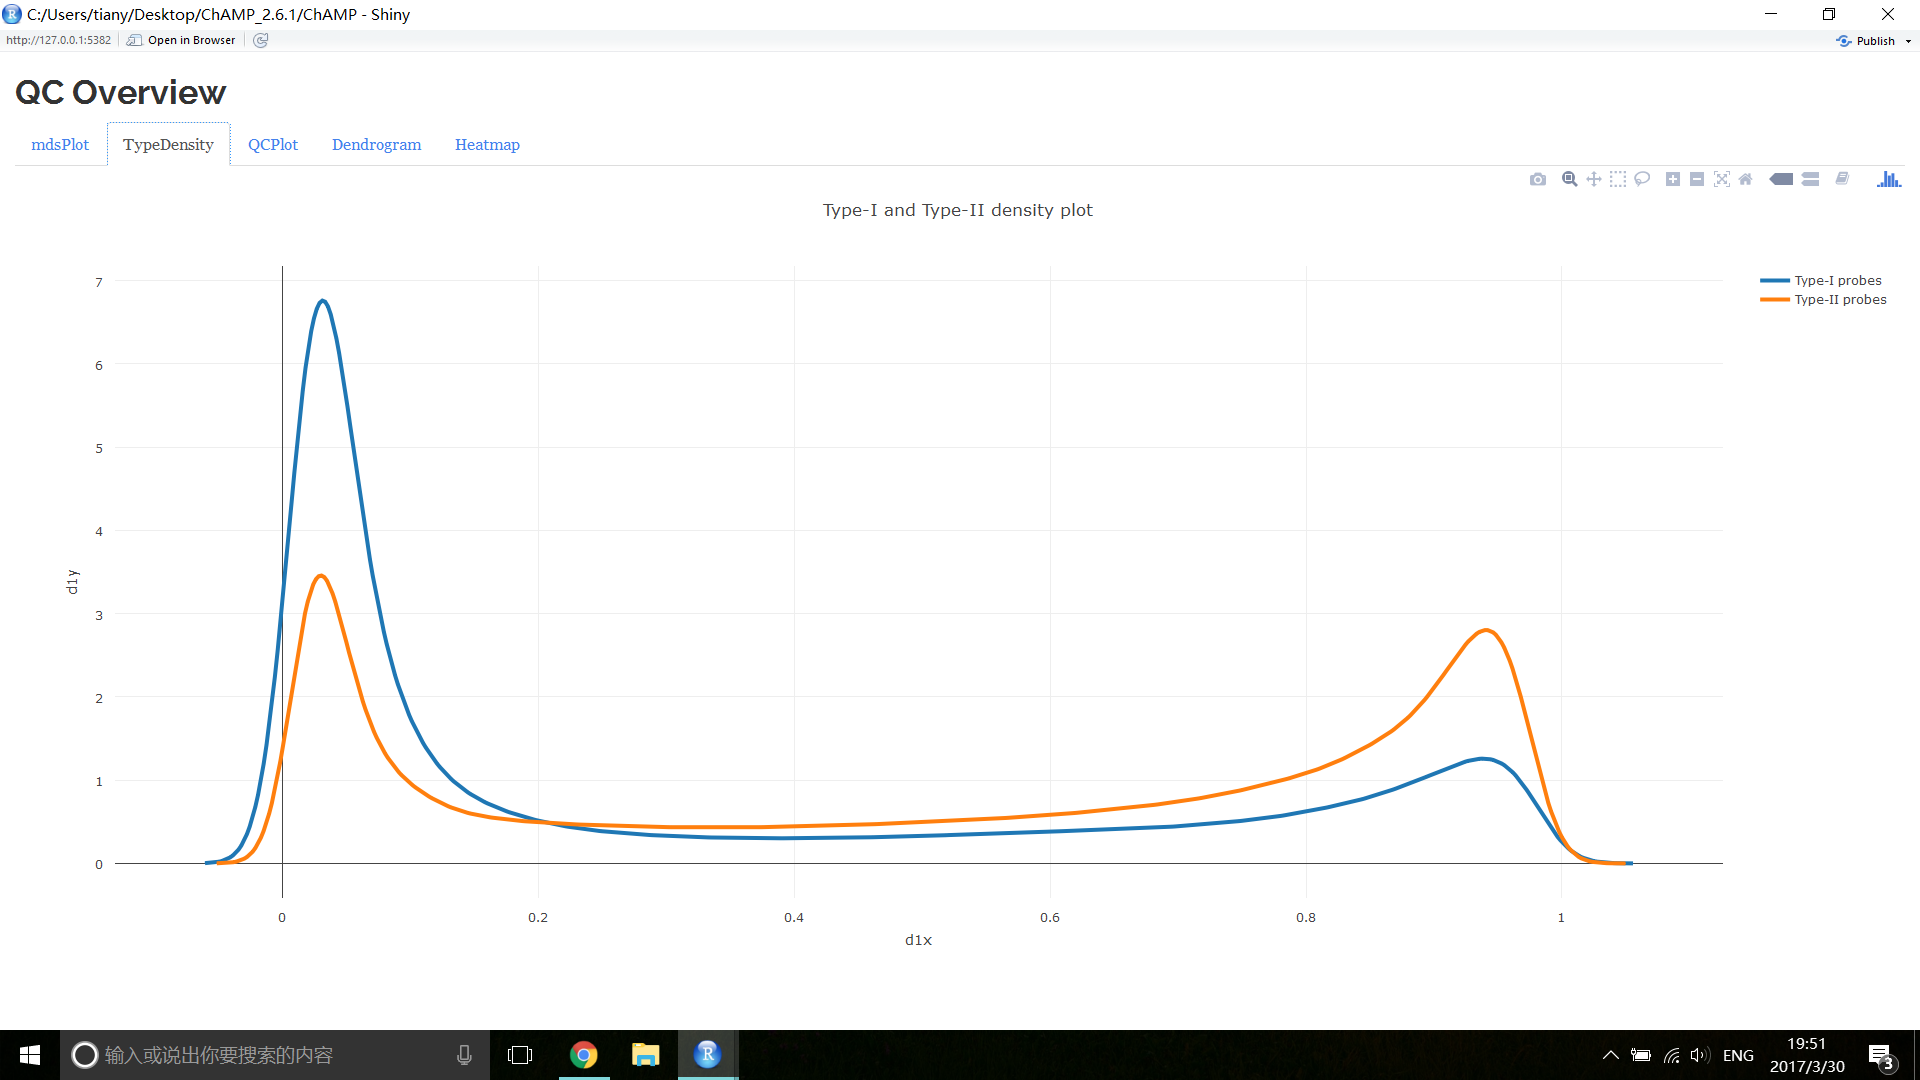 C:/Users/tiany/Desktop/ChAMP_2.6.1/ChAMP - Shiny
http://127.0.0.1:5382 Open in Browser Publish
QC Overview
mdsPlot TypeDensity QCPlot Dendrogram Heatmap
Type-I and Type-II density plot
Type-I probes
Type-II probes
7
6
5
4
3
2
1
0
d1y
0 0.2 0.4 0.6 0.8 1
d1x
输入或说出你要搜索的内容
R
ENG
19:51
2017/3/30
3